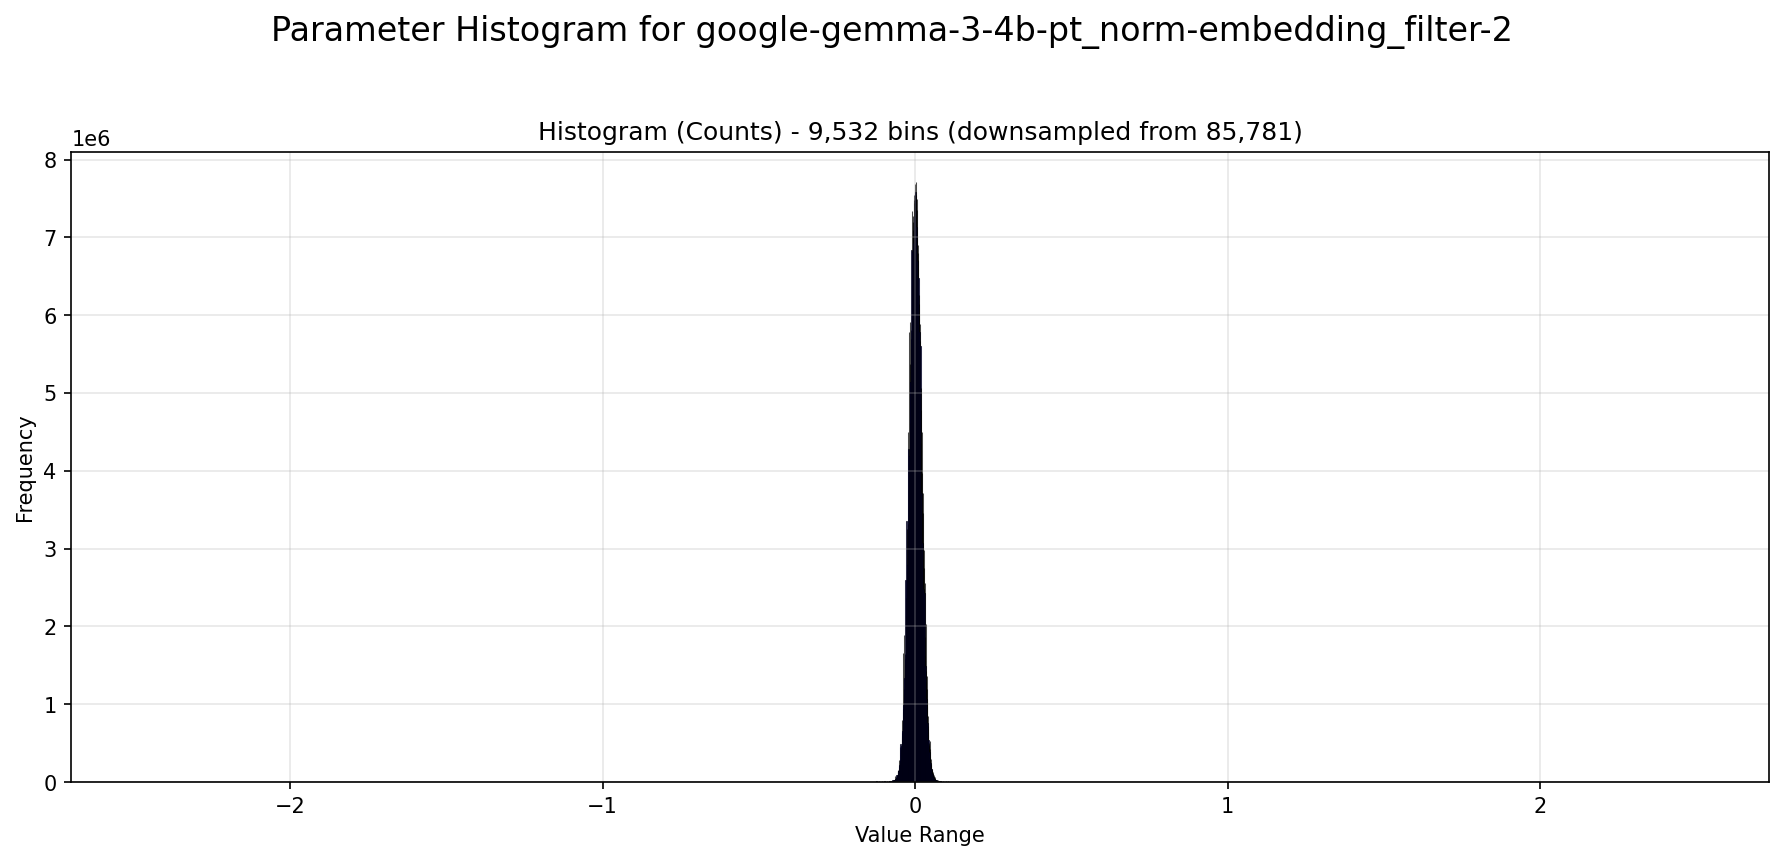 Parameter Histogram for google-gemma-3-4b-pt_norm-embedding_filter-2
Histogram (Counts) - 9,532 bins (downsampled from 85,781)
1e6
8
7
6
5
4
3
2
1
0
Frequency
−2
−1
0
1
2
Value Range